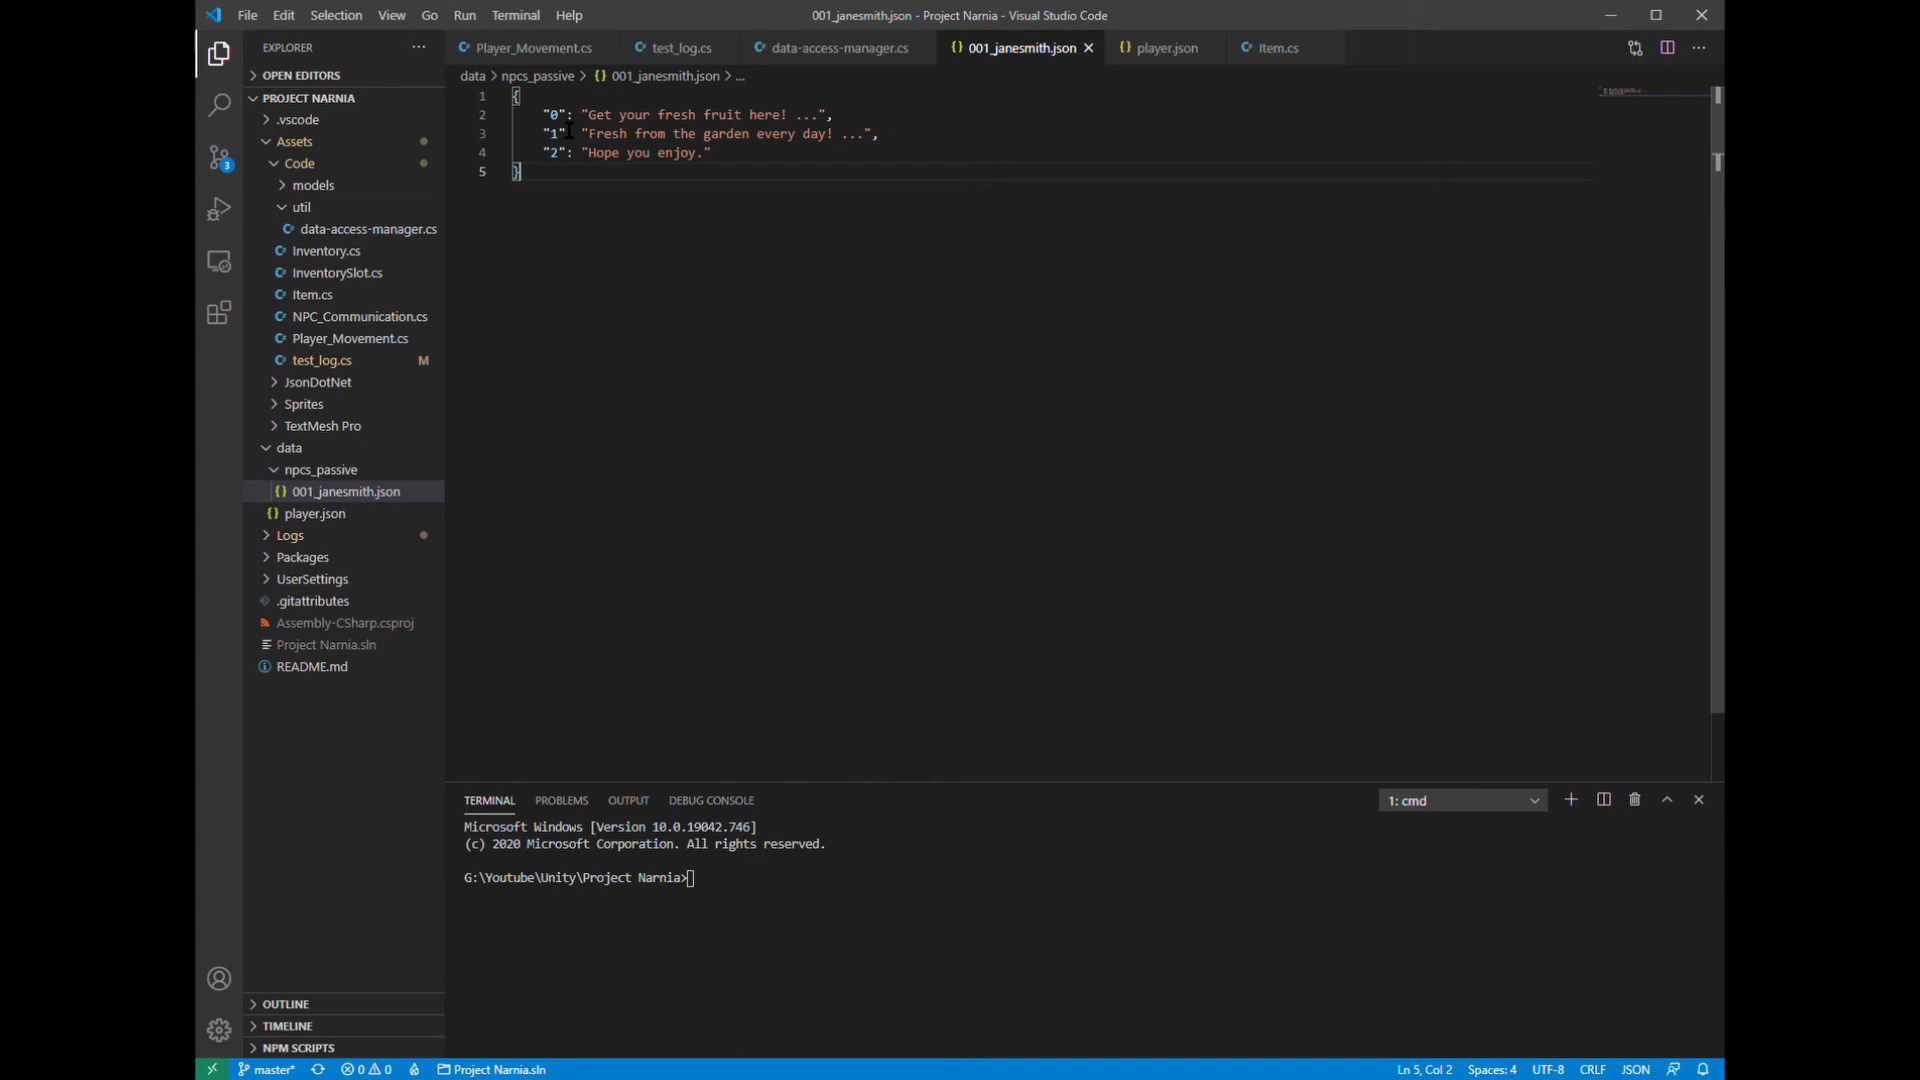 File Edit Selection View Go Run Terminal Help
001_janesmith.json - Project Narnia - Visual Studio Code
EXPLORER
Player_Movement.cs test_log.cs data-access-manager.cs 001_janesmith.json player.json Item.cs
OPEN EDITORS
PROJECT NARNIA
.vscode
Assets
Code
models
util
data-access-manager.cs
Inventory.cs
InventorySlot.cs
Item.cs
NPC_Communication.cs
Player_Movement.cs
test_log.cs M
JsonDotNet
Sprites
TextMesh Pro
data
npcs_passive
001_janesmith.json
player.json
Logs
Packages
UserSettings
.gitattributes
Assembly-CSharp.csproj
Project Narnia.sln
README.md
OUTLINE
TIMELINE
NPM SCRIPTS
data > npcs_passive > {} 001_janesmith.json > ...
1 {
2 "0": "Get your fresh fruit here! ...",
3 "1": "Fresh from the garden every day! ...",
4 "2": "Hope you enjoy."
5 }
TERMINAL PROBLEMS OUTPUT DEBUG CONSOLE
1: cmd
Microsoft Windows [Version 10.0.19042.746]
(c) 2020 Microsoft Corporation. All rights reserved.
G:\Youtube\Unity\Project Narnia>
3
master* 0 0 Project Narnia.sln
Ln 5, Col 2 Spaces: 4 UTF-8 CRLF JSON